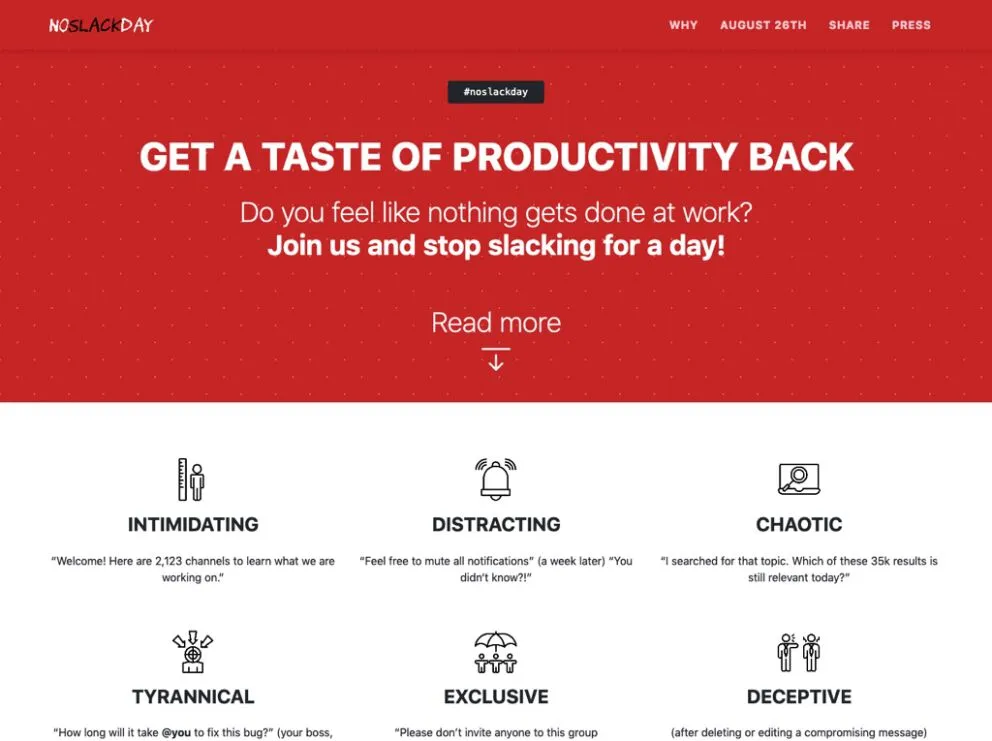 NOSLACKDAY
WHY AUGUST 26TH SHARE PRESS
#noslackday
GET A TASTE OF PRODUCTIVITY BACK
Do you feel like nothing gets done at work?
Join us and stop slacking for a day!
Read more
INTIMIDATING
“Welcome! Here are 2,123 channels to learn what we are
working on.”
DISTRACTING
“Feel free to mute all notifications” (a week later) “You
didn't know?!”
CHAOTIC
“I searched for that topic. Which of these 35k results is
still relevant today?”
TYRANNICAL
“How long will it take @you to fix this bug?” (your boss,
EXCLUSIVE
“Please don’t invite anyone to this group
DECEPTIVE
(after deleting or editing a compromising message)